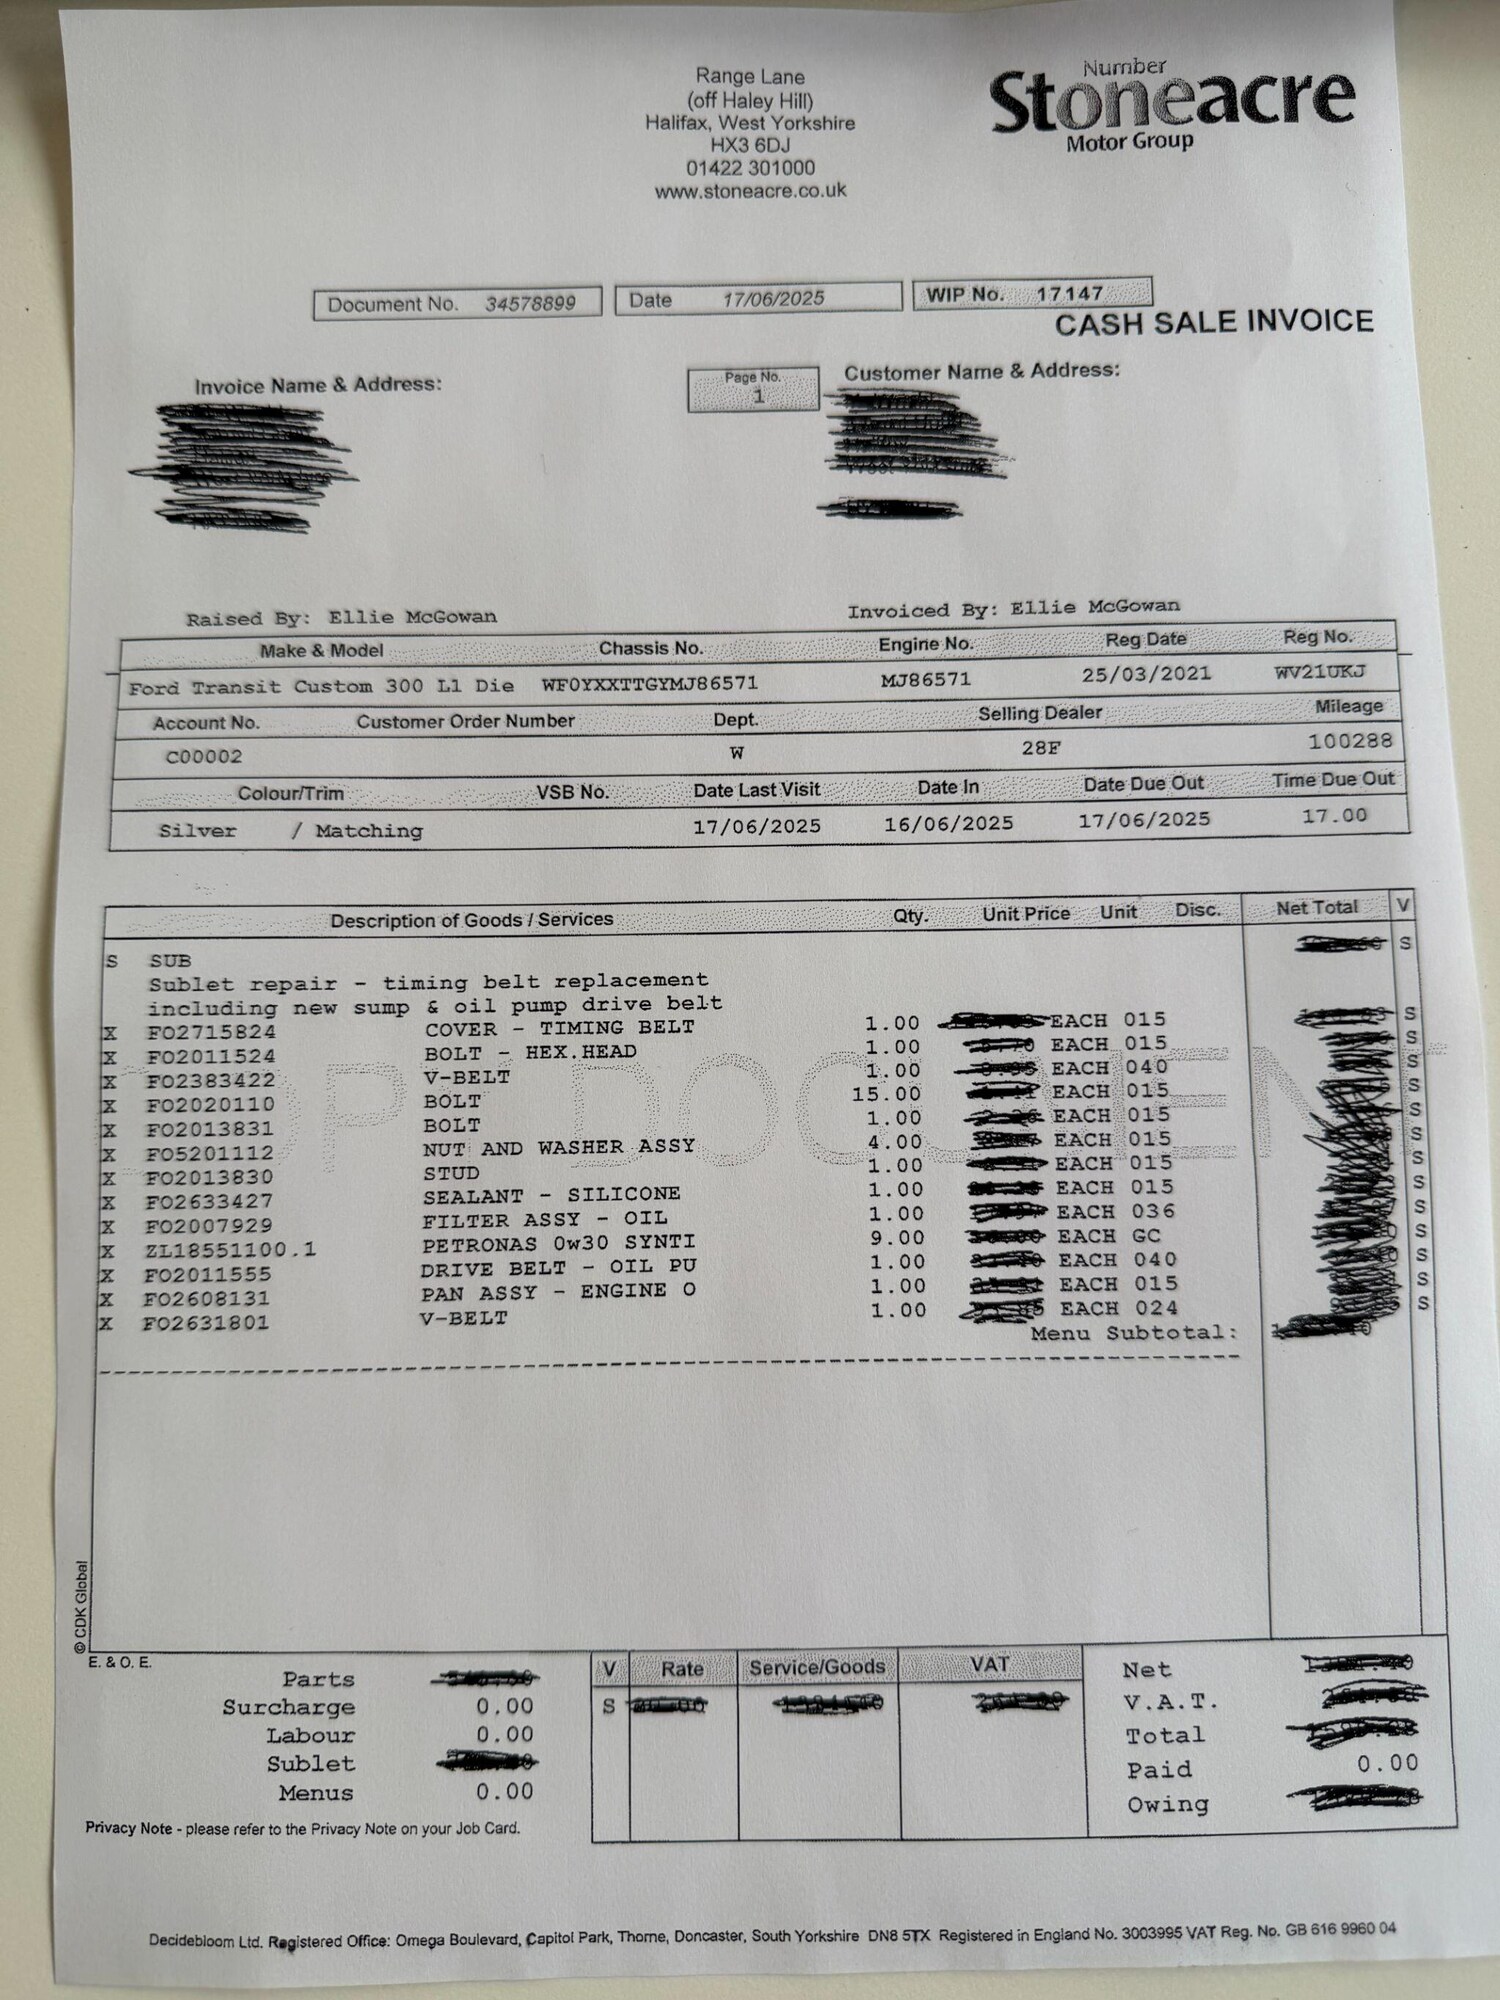 Range Lane
(off Haley Hill)
Halifax, West Yorkshire
HX3 6DJ
01422 301000
www.stoneacre.co.uk
Number
Stoneacre
Motor Group
Document No. 34578899 Date 17/06/2025 WIP No. 17147
CASH SALE INVOICE
Invoice Name & Address: Page No. Customer Name & Address:
1
Raised By: Ellie McGowan Invoiced By: Ellie McGowan
Make & Model Chassis No. Engine No. Reg Date Reg No.
Ford Transit Custom 300 L1 Die WF0YXXTTGYMJ86571 MJ86571 25/03/2021 WV21UKJ
Account No. Customer Order Number Dept. Selling Dealer Mileage
C00002 W 28F 100288
Colour/Trim VSB No. Date Last Visit Date In Date Due Out Time Due Out
Silver / Matching 17/06/2025 16/06/2025 17/06/2025 17.00
Description of Goods / Services Qty. Unit Price Unit Disc. Net Total V
S SUB S
Sublet repair - timing belt replacement
including new sump & oil pump drive belt
X FO2715824 COVER - TIMING BELT 1.00 EACH 015 S
X FO2011524 BOLT - HEX.HEAD 1.00 EACH 015 S
X FO2383422 V-BELT 1.00 EACH 040 S
X FO2020110 BOLT 15.00 EACH 015 S
X FO2013831 BOLT 1.00 EACH 015 S
X FO5201112 NUT AND WASHER ASSY 4.00 EACH 015 S
X FO2013830 STUD 1.00 EACH 015 S
X FO2633427 SEALANT - SILICONE 1.00 EACH 015 S
X FO2007929 FILTER ASSY - OIL 1.00 EACH 036 S
X ZL18551100.1 PETRONAS 0w30 SYNTI 9.00 EACH GC S
X FO2011555 DRIVE BELT - OIL PU 1.00 EACH 040 S
X FO2608131 PAN ASSY - ENGINE O 1.00 EACH 015 S
X FO2631801 V-BELT 1.00 EACH 024 S
Menu Subtotal:
© CDK Global
E. & O. E.
Parts V Rate Service/Goods VAT Net
Surcharge 0.00 S V.A.T.
Labour 0.00 Total
Sublet Paid 0.00
Menus 0.00 Owing
Privacy Note - please refer to the Privacy Note on your Job Card.
Decidebloom Ltd. Registered Office: Omega Boulevard, Capitol Park, Thorne, Doncaster, South Yorkshire DN8 5TX Registered in England No. 3003995 VAT Reg. No. GB 616 9960 04